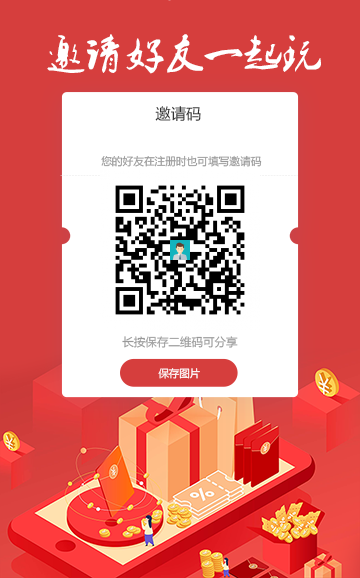 邀请好友一起玩
邀请码
您的好友在注册时也可填写邀请码
长按保存二维码可分享
保存图片